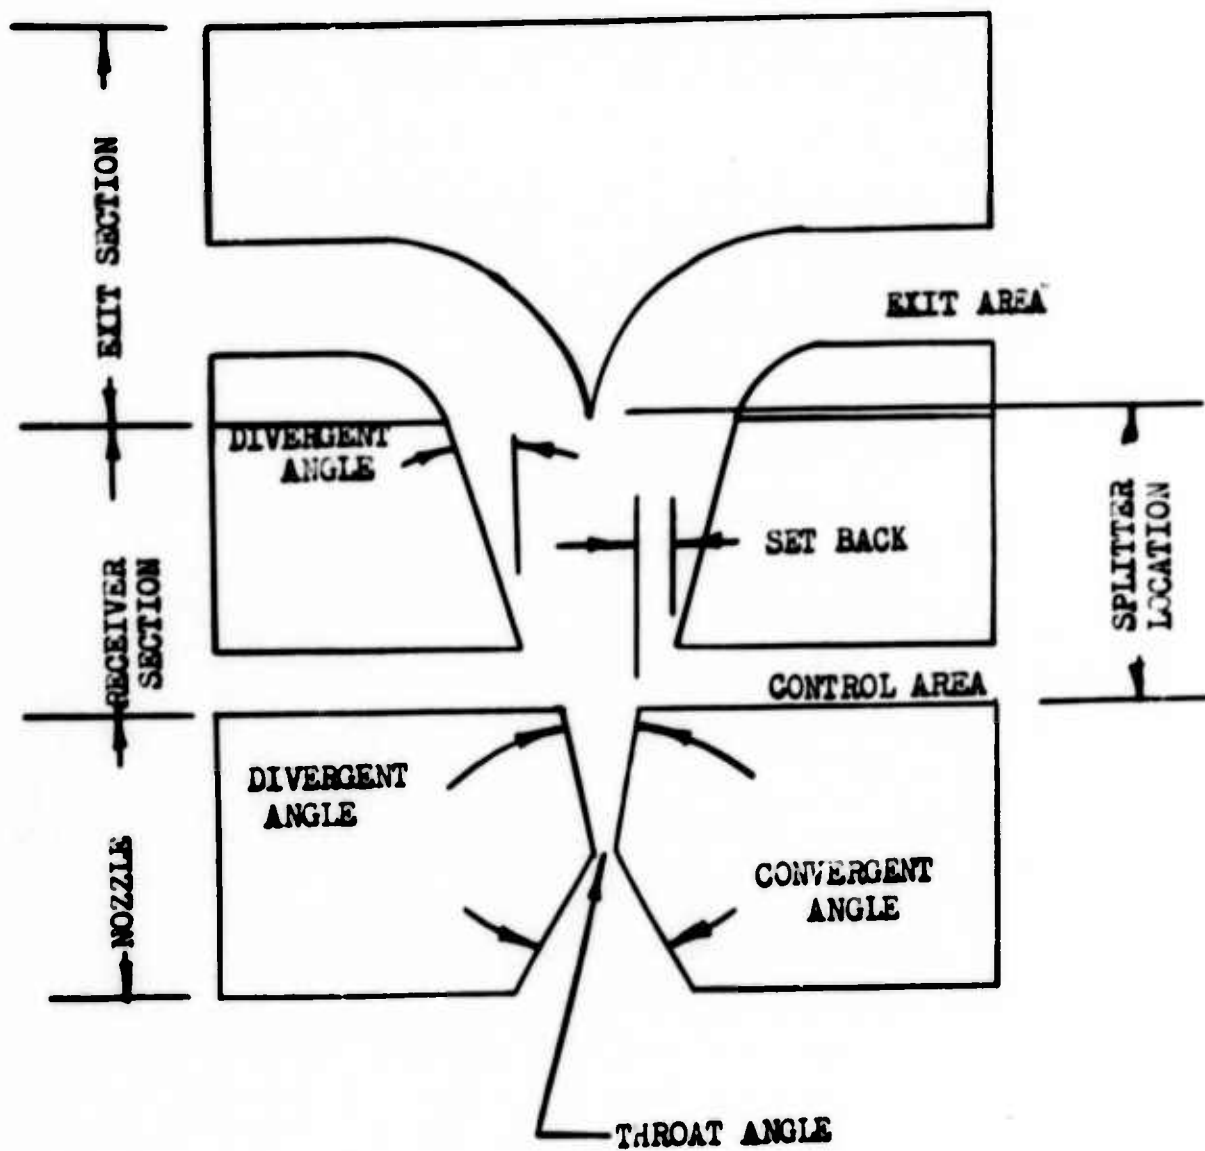 EXIT SECTION
EXIT AREA
DIVERGENT
ANGLE
SET BACK
SPLITTER
LOCATION
RECEIVER
SECTION
CONTROL AREA
DIVERGENT
ANGLE
NOZZLE
CONVERGENT
ANGLE
THROAT ANGLE